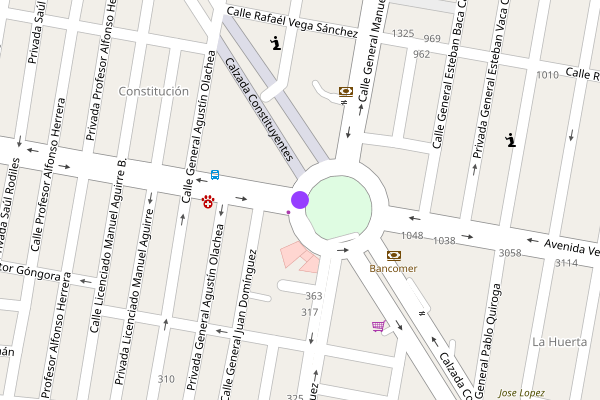 Calle Rafaél Vega Sánchez
1325
969
962
1010
Calle R
Privada Saúl
Privada Profesor Alfonso Herrera
Calle General Manue
Calle General Esteban Baca C
Privada General Esteban Vaca C
Calzada Constituyentes
Constitución
Calle General Agustín Olachea
Privada Saúl Rodiles
Calle Profesor Alfonso Herrera
Calle Licenciado Manuel Aguirre B.
Privada Licenciado Manuel Aguirre
Privada General Agustín Olachea
Calle General Juan Domínguez
1048
1038
3058
3114
Avenida Ve
Bancomer
tor Góngora
Profesor Alfonso Herrera
363
317
310
325
guez
mán
General Pablo Quiroga
La Huerta
Calzada Co
Jose Lopez